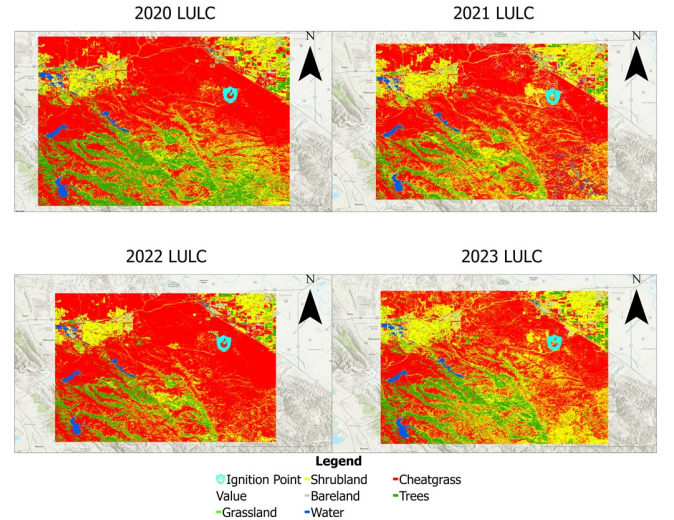 2020 LULC
2021 LULC
N
N
2022 LULC
2023 LULC
N
N
Legend
Ignition Point Shrubland Cheatgrass
Value Bareland Trees
Grassland Water